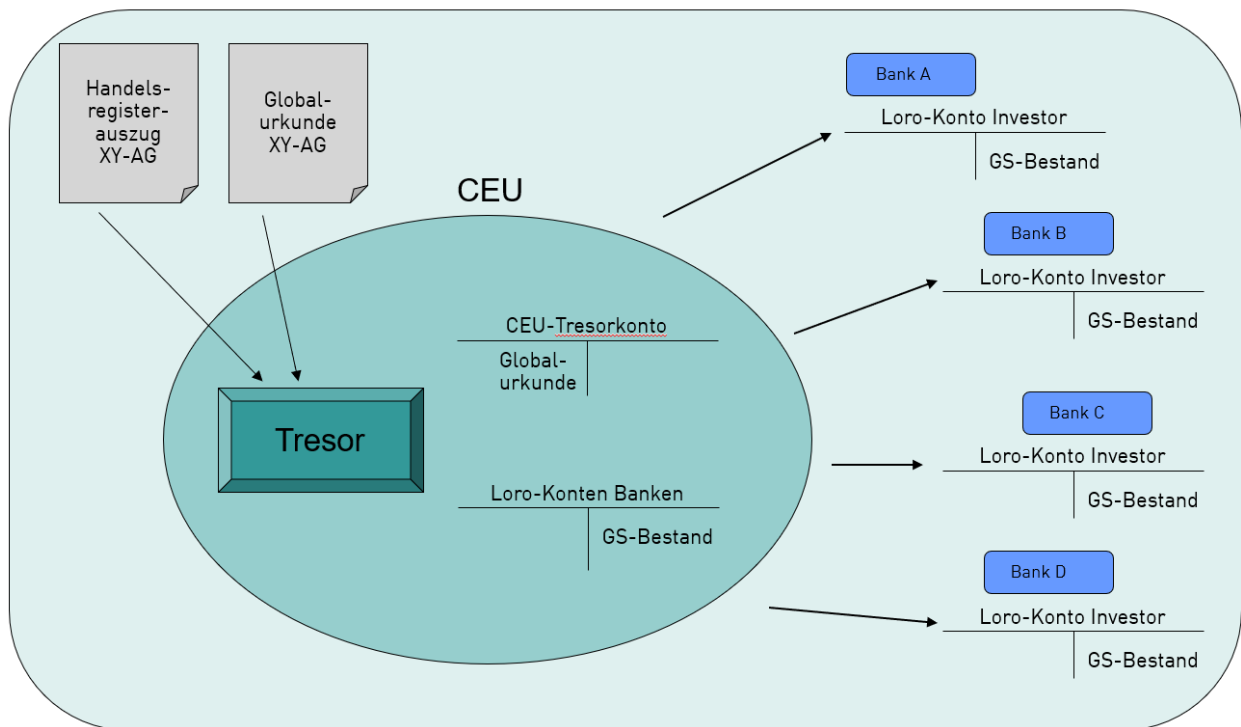 Handels-
register-
auszug
XY-AG
Global-
urkunde
XY-AG
CEU
Tresor
CEU-Tresorkonto
Global-
urkunde
Loro-Konten Banken
GS-Bestand
Bank A
Loro-Konto Investor
GS-Bestand
Bank B
Loro-Konto Investor
GS-Bestand
Bank C
Loro-Konto Investor
GS-Bestand
Bank D
Loro-Konto Investor
GS-Bestand